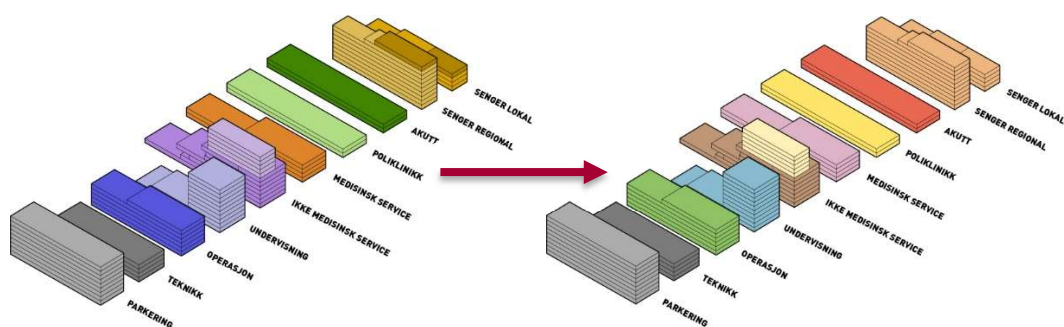 SENGER LOKAL
SENGER REGIONAL
AKUTT
POLIKLINIKK
MEDISINSK SERVICE
IKKE MEDISINSK SERVICE
UNDERVISNING
OPERASJON
TEKNIKK
PARKERING
SENGER LOKAL
SENGER REGIONAL
AKUTT
POLIKLINIKK
MEDISINSK SERVICE
IKKE MEDISINSK SERVICE
UNDERVISNING
OPERASJON
TEKNIKK
PARKERING